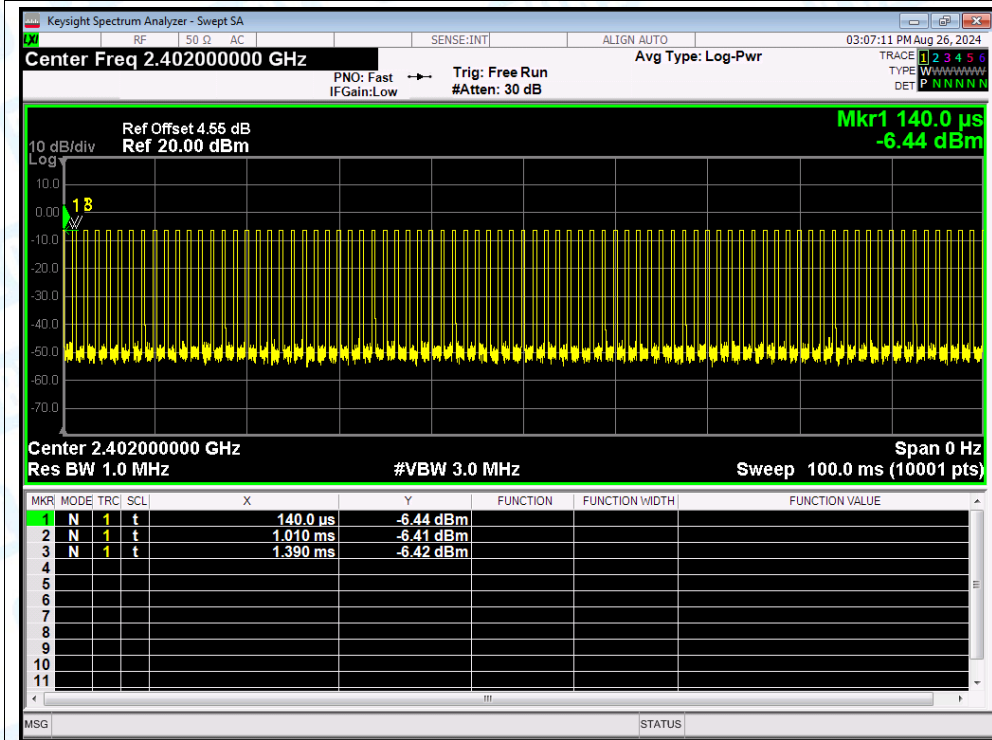 Keysight Spectrum Analyzer - Swept SA
LXI RF 50 Ω AC SENSE:INT ALIGN AUTO 03:07:11 PM Aug 26, 2024
Center Freq 2.402000000 GHz Avg Type: Log-Pwr TRACE 1 2 3 4 5 6
PNO: Fast Trig: Free Run TYPE WWWWWW
IFGain:Low #Atten: 30 dB DET P N N N N N
Mkr1 140.0 µs
-6.44 dBm
Ref Offset 4.55 dB
10 dB/div Ref 20.00 dBm
Log
10.0
0.00
1 3
-10.0
-20.0
-30.0
-40.0
-50.0
-60.0
-70.0
Center 2.402000000 GHz Span 0 Hz
Res BW 1.0 MHz #VBW 3.0 MHz Sweep 100.0 ms (10001 pts)
MKR MODE TRC SCL X Y FUNCTION FUNCTION WIDTH FUNCTION VALUE
1 N 1 t 140.0 µs -6.44 dBm
2 N 1 t 1.010 ms -6.41 dBm
3 N 1 t 1.390 ms -6.42 dBm
4
5
6
7
8
9
10
11
MSG STATUS